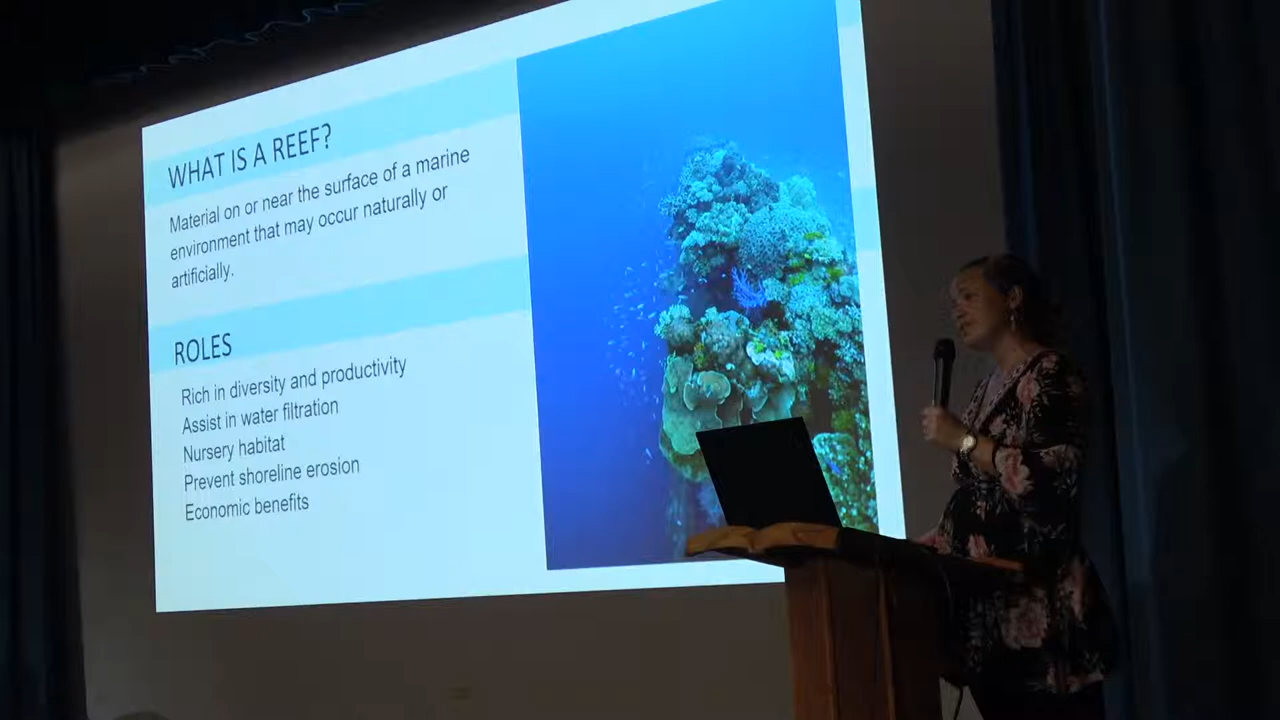 WHAT IS A REEF?
Material on or near the surface of a marine
environment that may occur naturally or
artificially.
ROLES
Rich in diversity and productivity
Assist in water filtration
Nursery habitat
Prevent shoreline erosion
Economic benefits